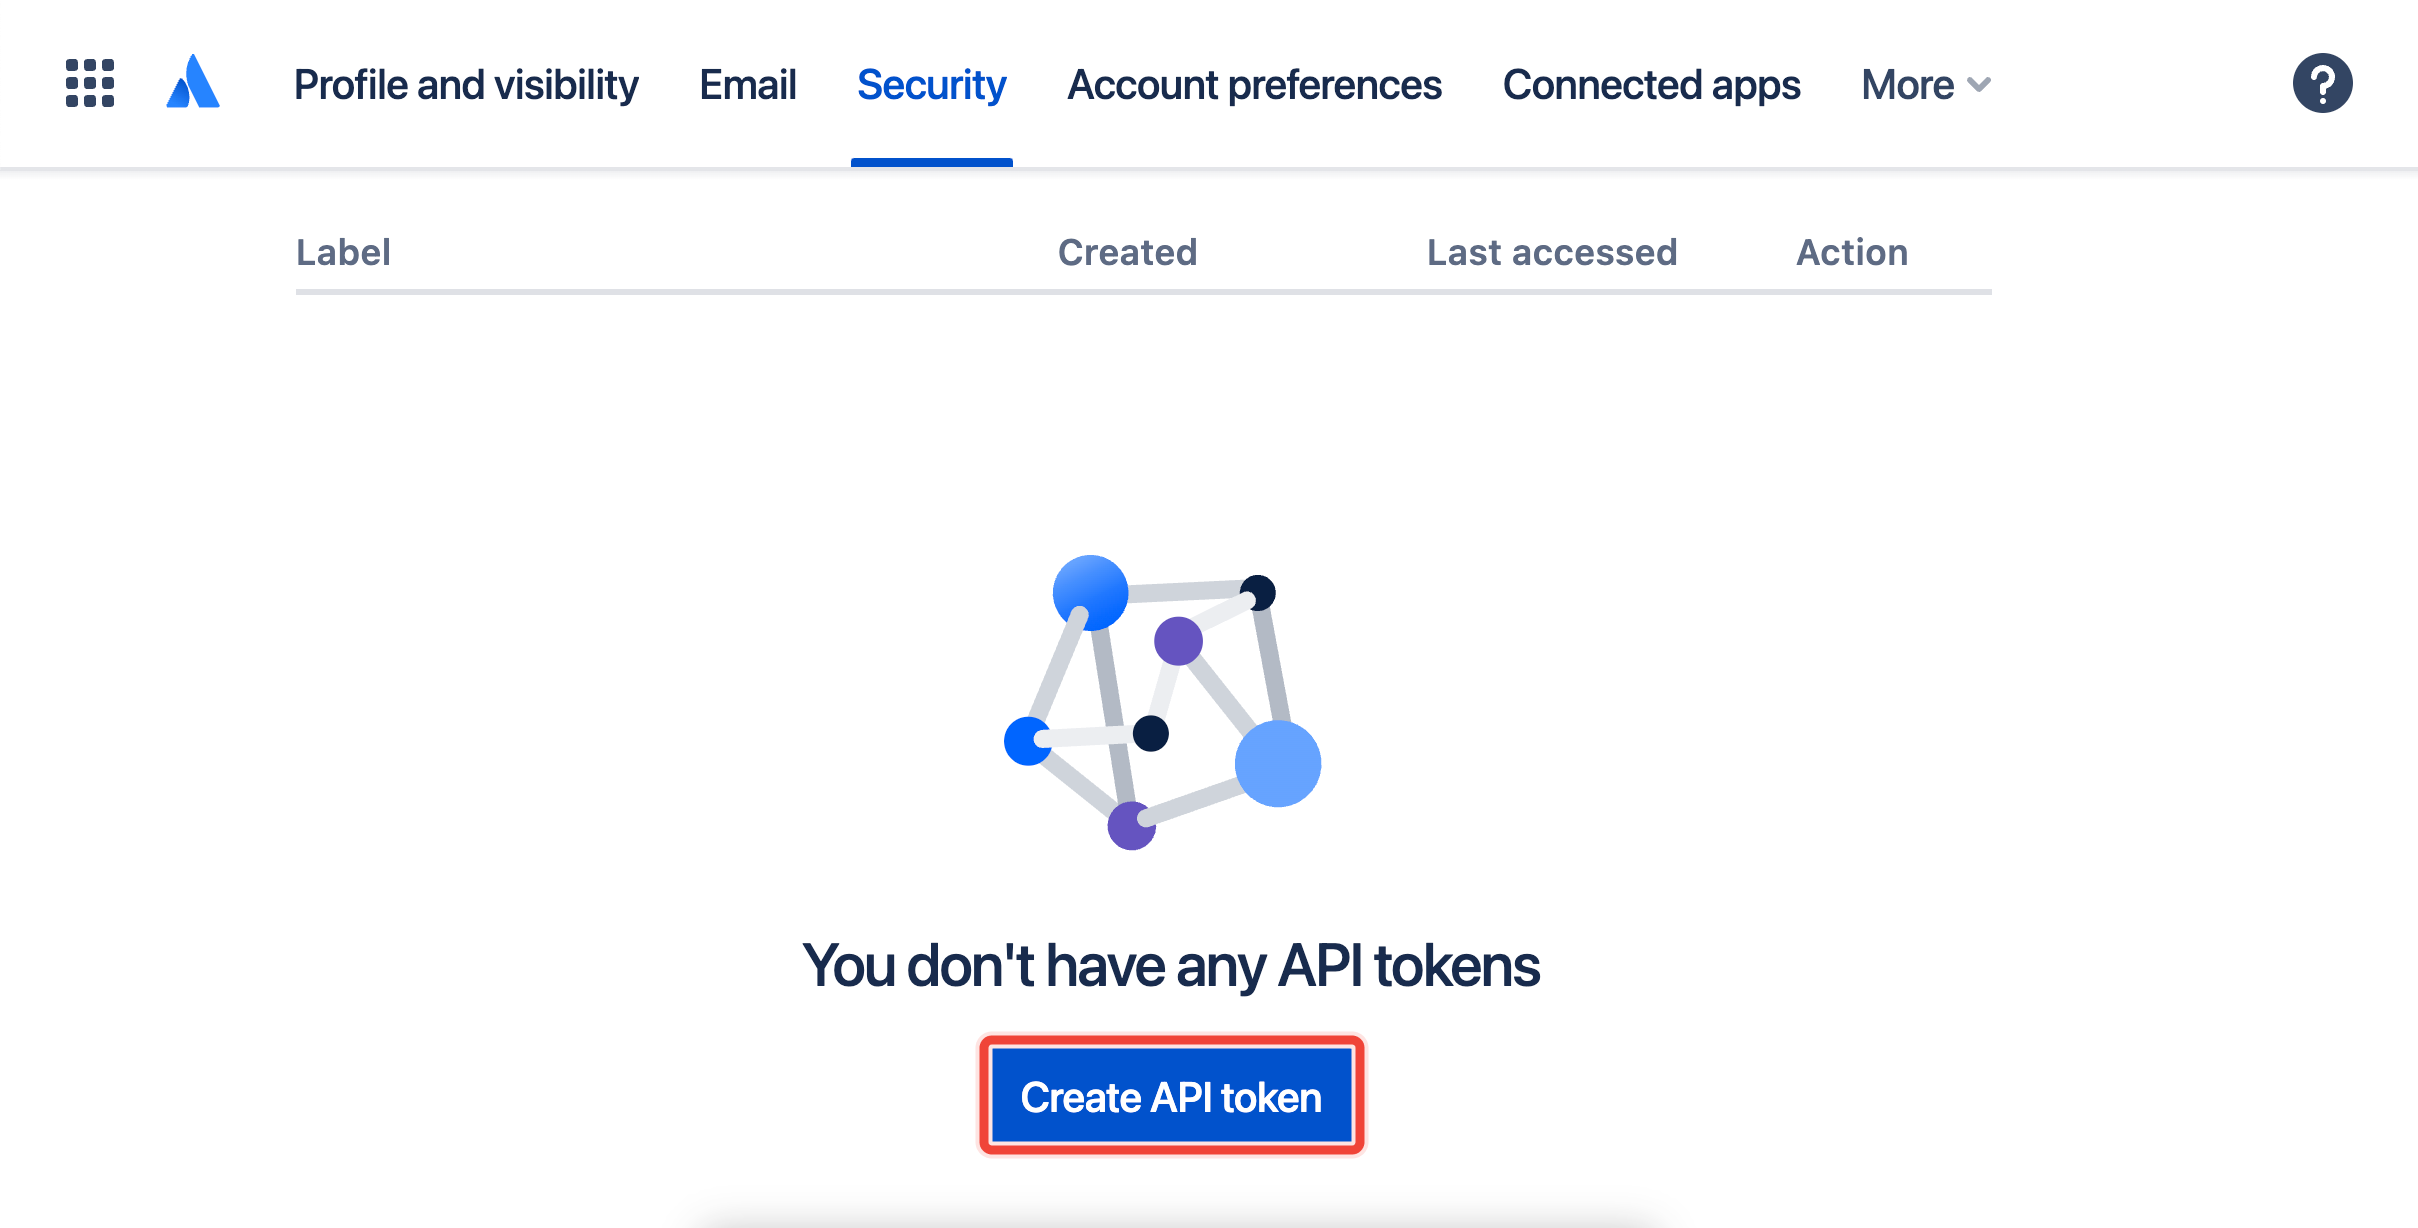 Profile and visibility Email Security Account preferences Connected apps More
Label Created Last accessed Action
You don't have any API tokens
Create API token